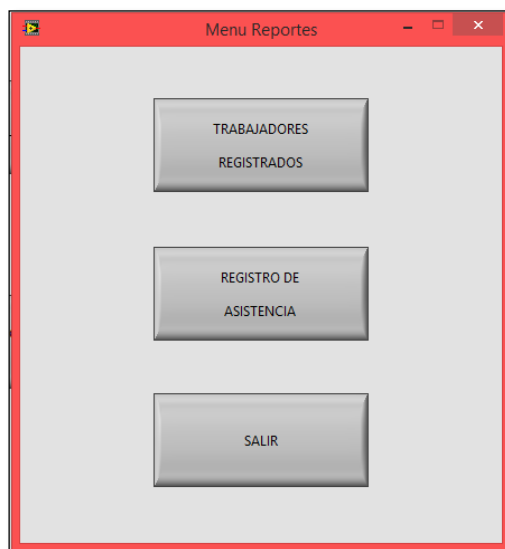 Menu Reportes
TRABAJADORES
REGISTRADOS
REGISTRO DE
ASISTENCIA
SALIR